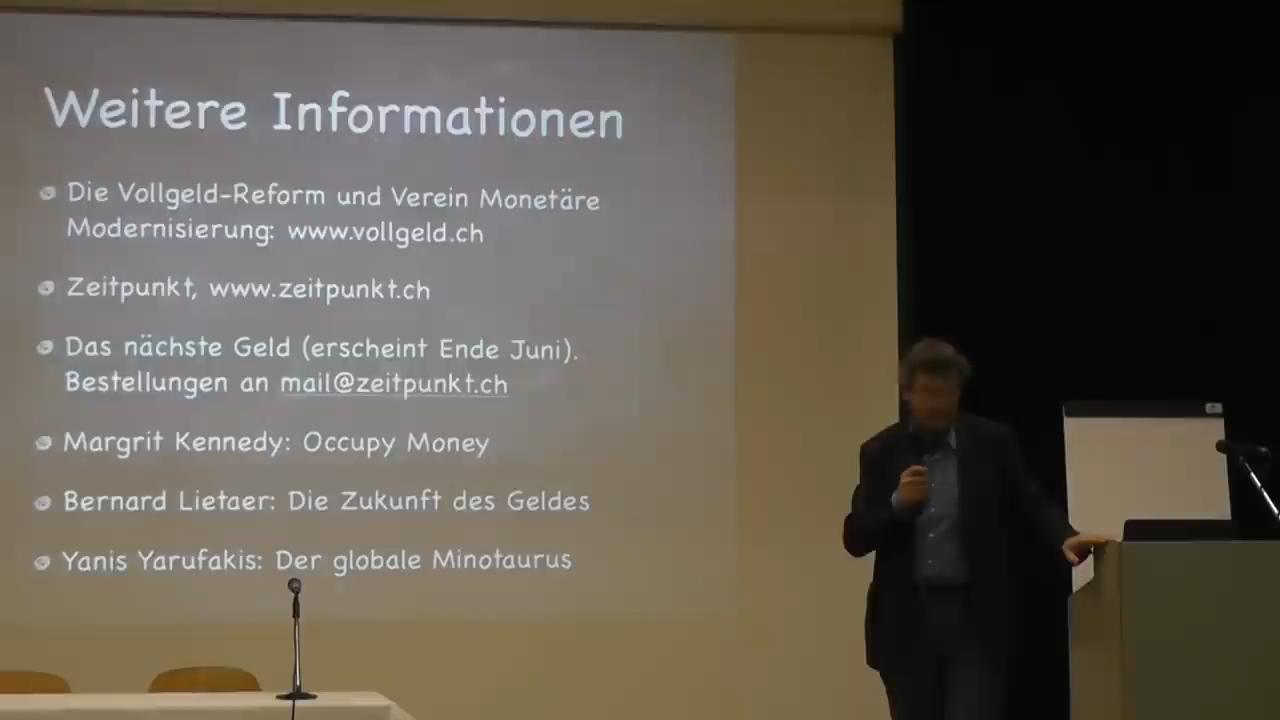 Weitere Informationen
Die Vollgeld-Reform und Verein Monetäre
Modernisierung: www.vollgeld.ch
Zeitpunkt, www.zeitpunkt.ch
Das nächste Geld (erscheint Ende Juni).
Bestellungen an mail@zeitpunkt.ch
Margrit Kennedy: Occupy Money
Bernard Lietaer: Die Zukunft des Geldes
Yanis Yarufakis: Der globale Minotaurus